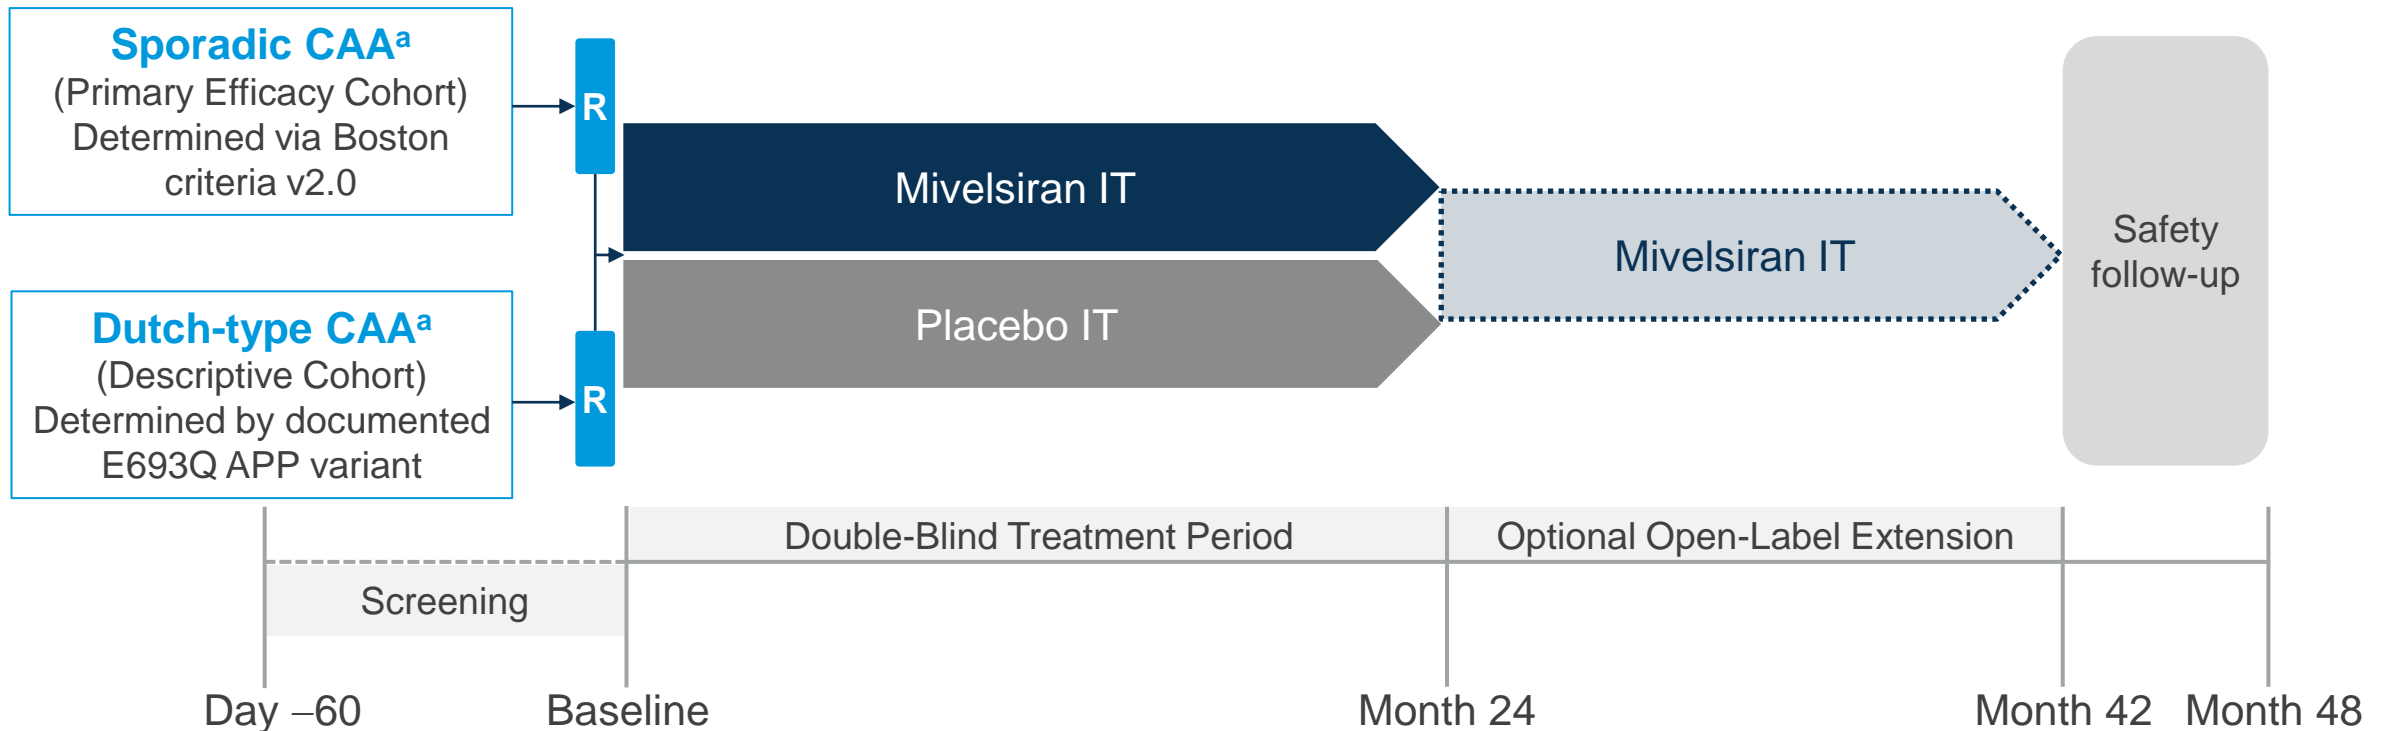 Sporadic CAAᵃ
(Primary Efficacy Cohort)
Determined via Boston
criteria v2.0
R
Mivelsiran IT
Placebo IT
Mivelsiran IT
Safety
follow-up
Dutch-type CAAᵃ
(Descriptive Cohort)
Determined by documented
E693Q APP variant
R
Double-Blind Treatment Period
Optional Open-Label Extension
Screening
Day –60
Baseline
Month 24
Month 42
Month 48